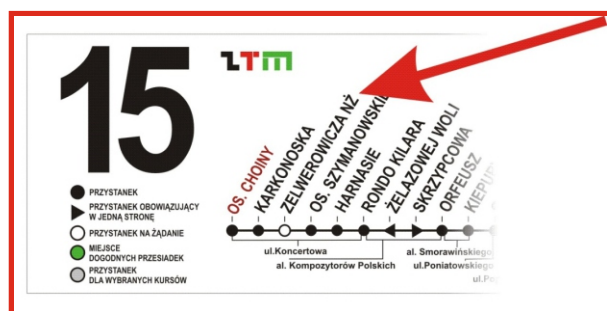 15
ZTM
OS. CHOINY
KARKONOSKA
ZELWEROWICZA NŻ
OS. SZYMANOWSKIE
HARNASIE
RONDO KILARA
ŻELAZOWEJ WOLI
SKRZYPCOWA
ORFEUSZ
PRZYSTANEK
PRZYSTANEK OBOWIĄZUJĄCY
W JEDNĄ STRONĘ
PRZYSTANEK NA ŻĄDANIE
MIEJSCE
DOGODNYCH PRZESIADEK
PRZYSTANEK
DLA WYBRANYCH KURSÓW
ul.Koncertowa
al. Kompozytorów Polskich
al. Smorawińskiego
ul.Poniatowskiego